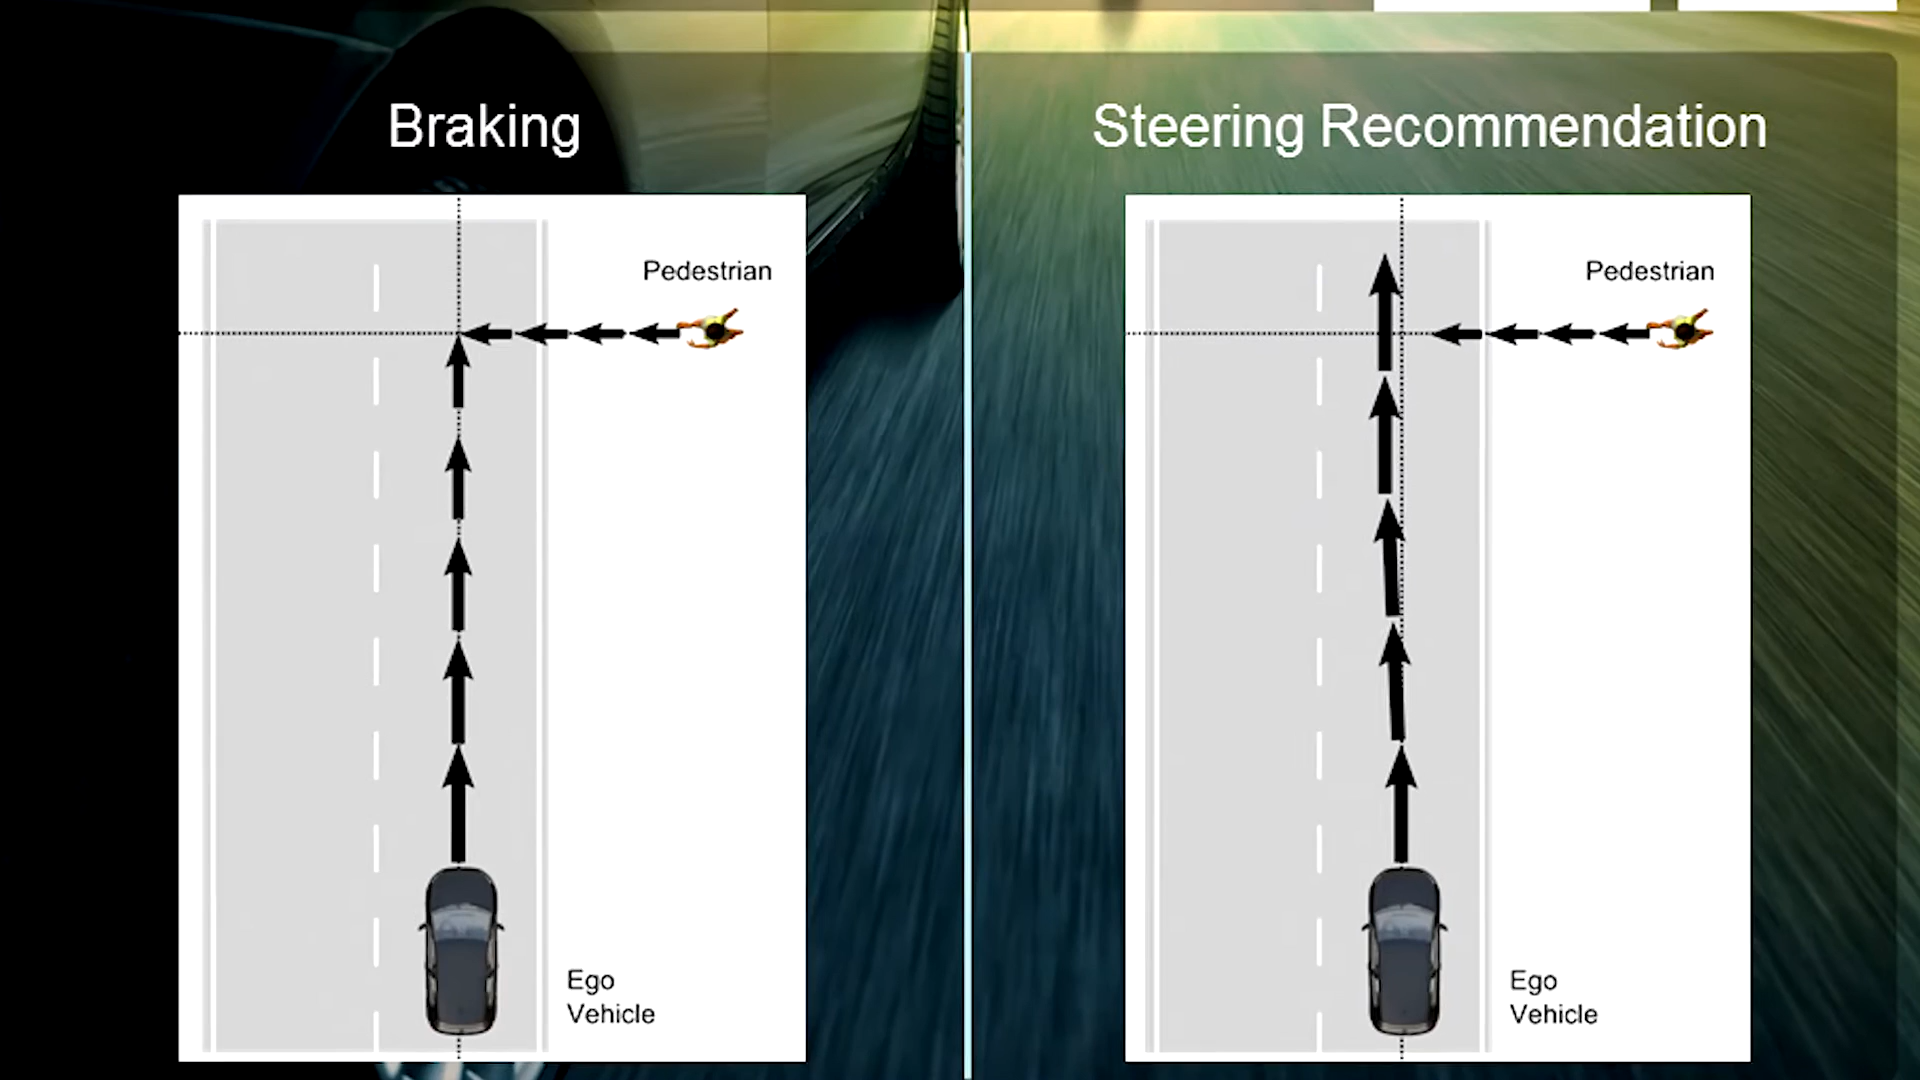 Braking
Pedestrian
Ego
Vehicle
Steering Recommendation
Pedestrian
Ego
Vehicle